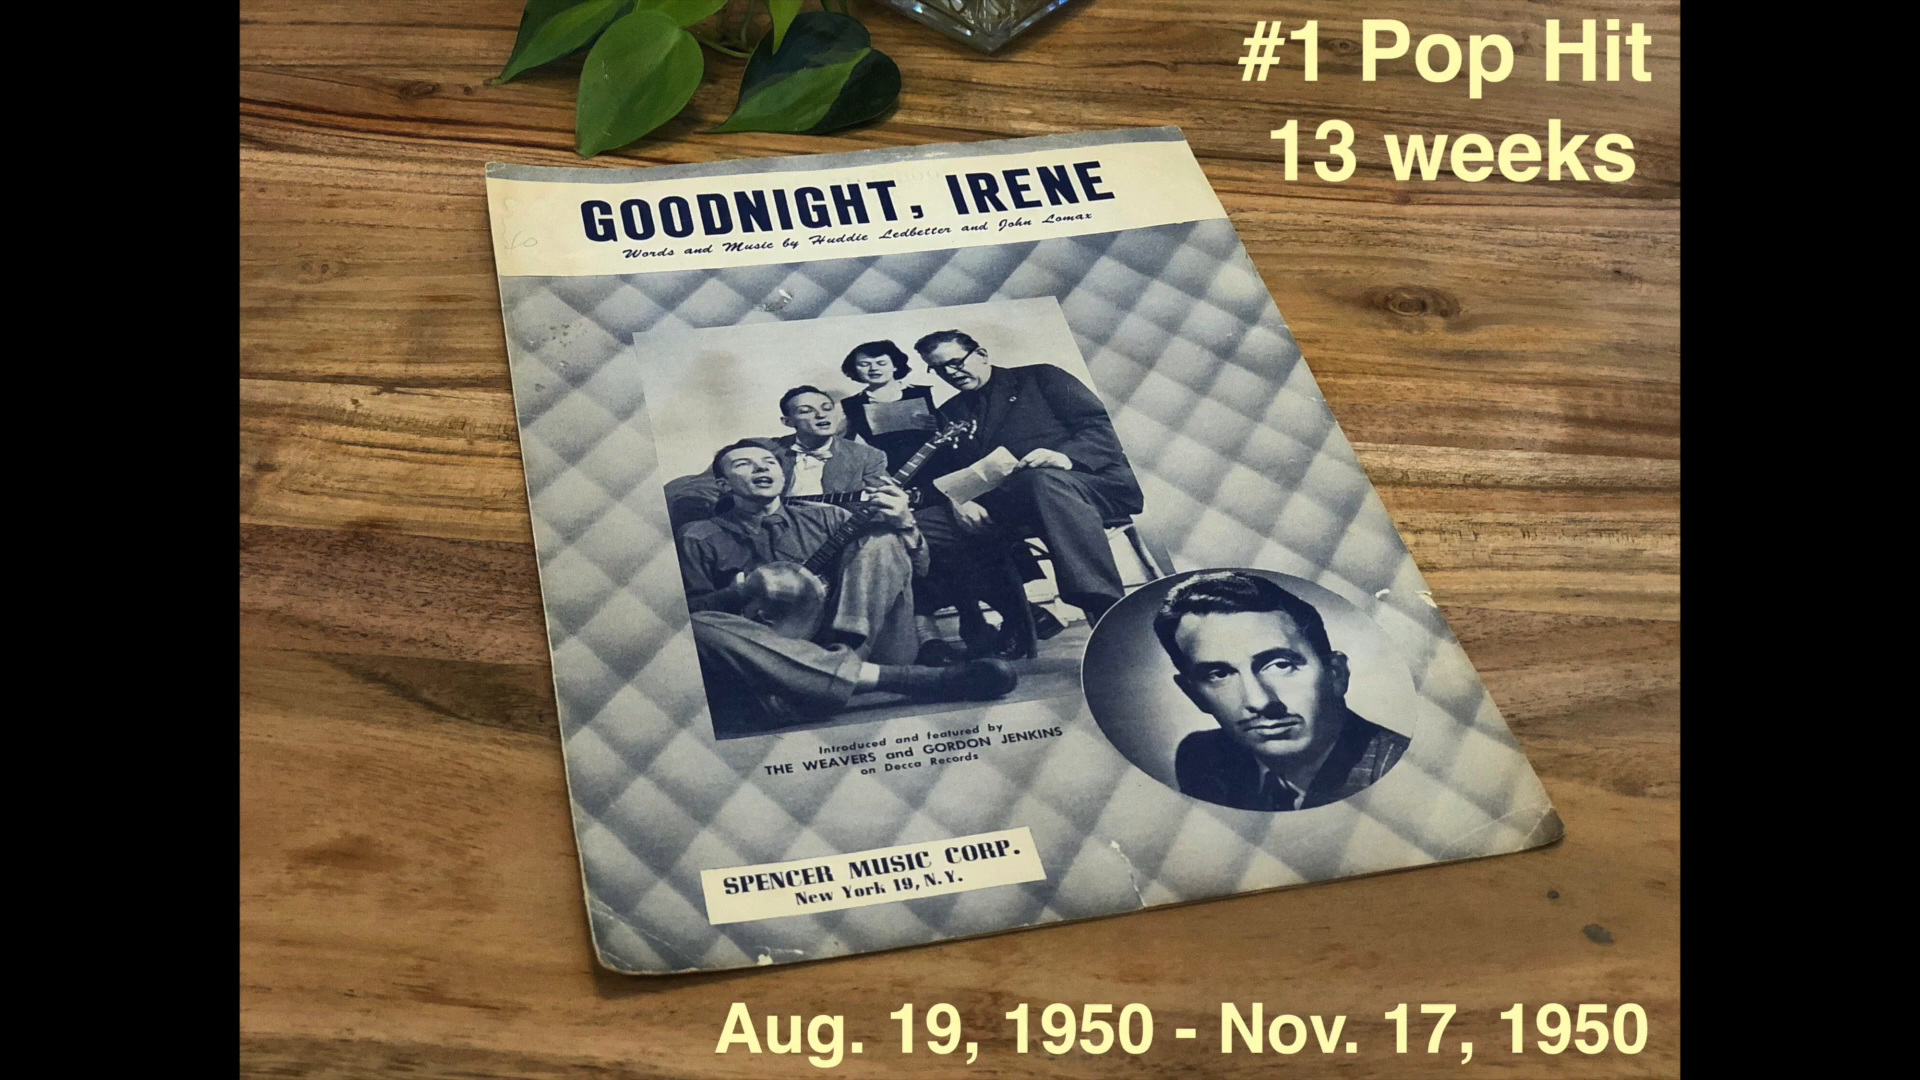 #1 Pop Hit
13 weeks
GOODNIGHT, IRENE
Words and Music by Huddie Ledbetter and John Lomax
Introduced and featured by
THE WEAVERS and GORDON JENKINS
on Decca Records
SPENCER MUSIC CORP.
New York 19, N.Y.
Aug. 19, 1950 - Nov. 17, 1950